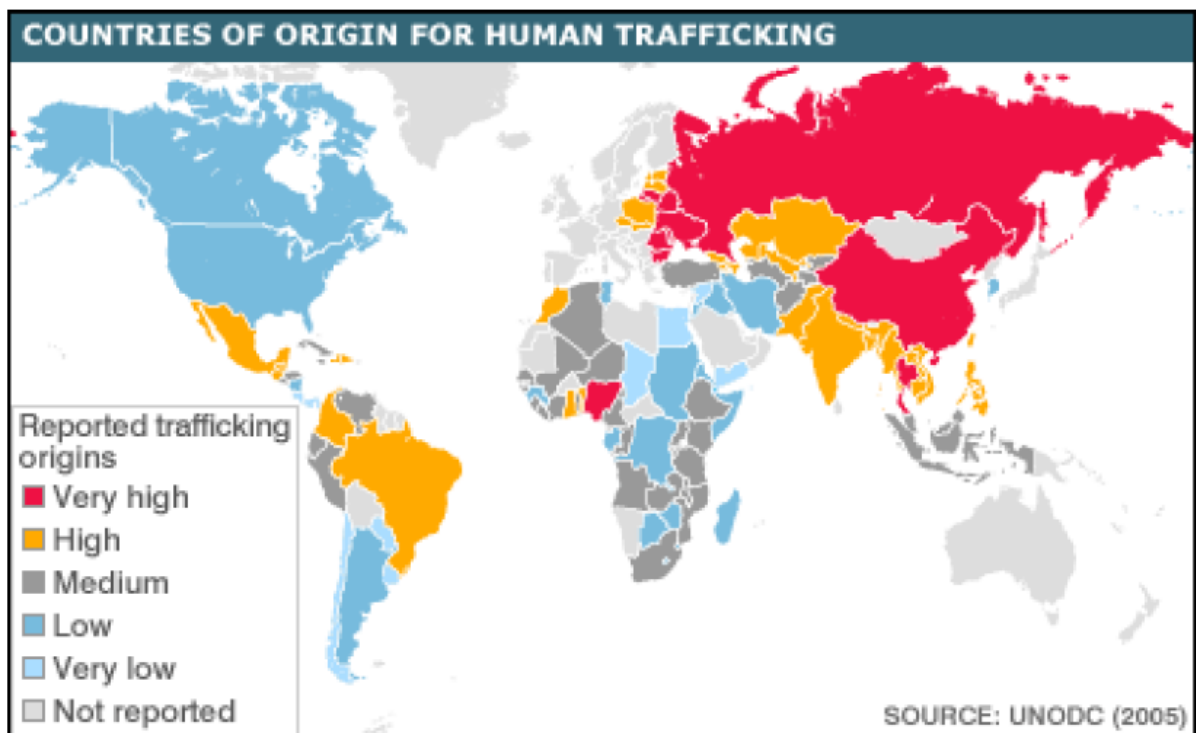 COUNTRIES OF ORIGIN FOR HUMAN TRAFFICKING
Reported trafficking
origins
Very high
High
Medium
Low
Very low
Not reported
SOURCE: UNODC (2005)